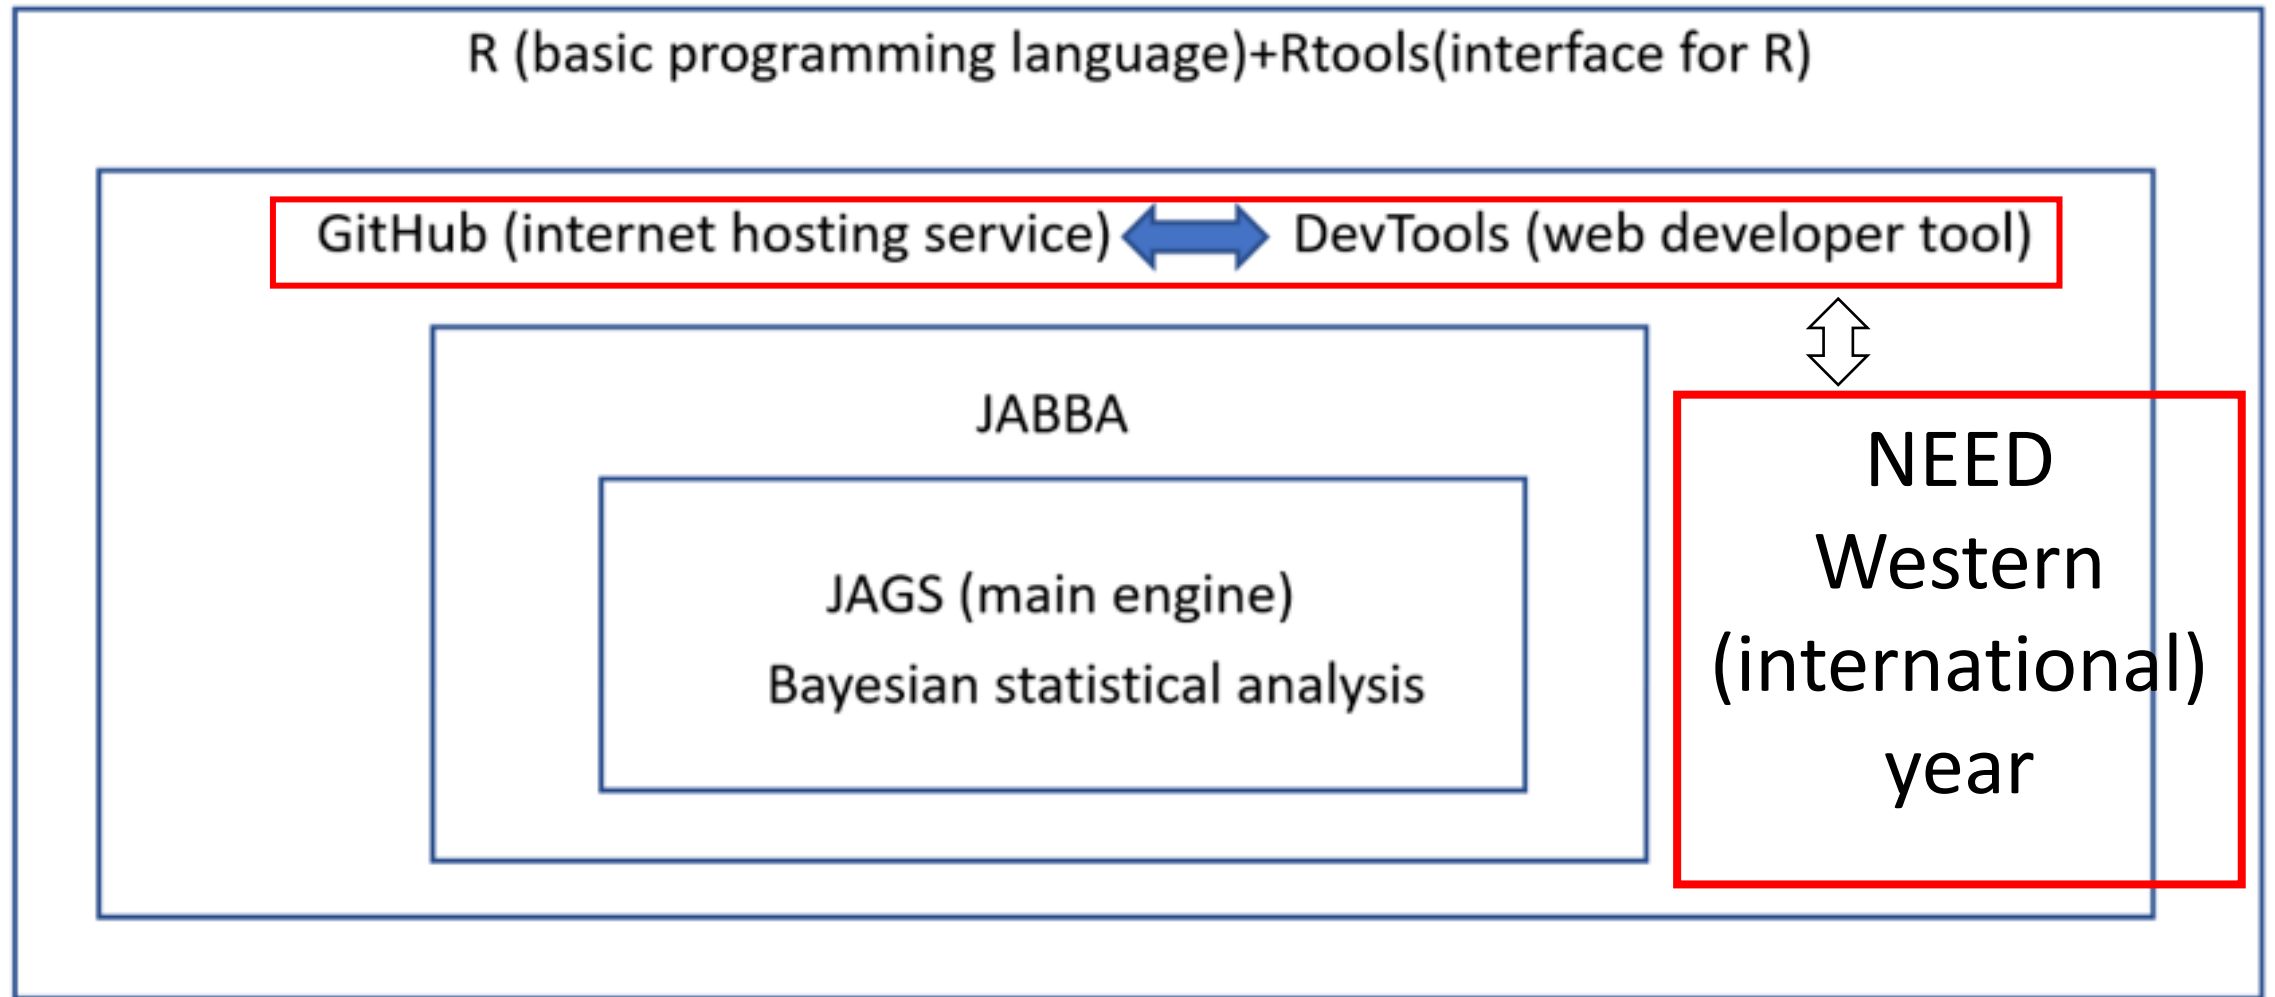 R (basic programming language)+Rtools(interface for R)
GitHub (internet hosting service) DevTools (web developer tool)
JABBA
JAGS (main engine)
Bayesian statistical analysis
NEED
Western
(international)
year